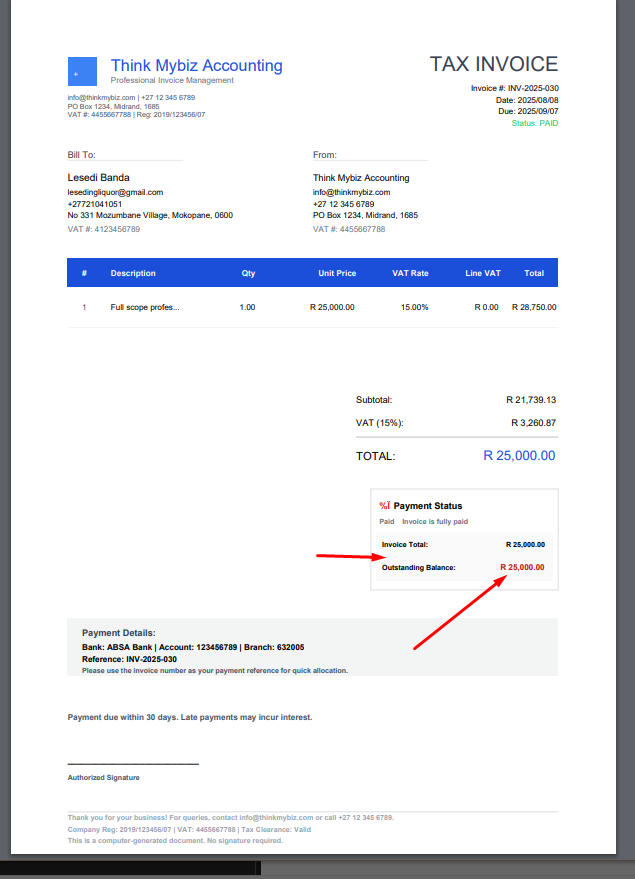 Think Mybiz Accounting
Professional Invoice Management
info@thinkmybiz.com | +27 12 345 6789
PO Box 1234, Midrand, 1685
VAT #: 4455667788 | Reg: 2019/123456/07
TAX INVOICE
Invoice #: INV-2025-030
Date: 2025/08/08
Due: 2025/09/07
Status: PAID
Bill To:
Lesedi Banda
lesedingliquor@gmail.com
+27721041051
No 331 Mozumbane Village, Mokopane, 0600
VAT #: 4123456789
From:
Think Mybiz Accounting
info@thinkmybiz.com
+27 12 345 6789
PO Box 1234, Midrand, 1685
VAT #: 4455667788
# Description Qty Unit Price VAT Rate Line VAT Total
1 Full scope profes... 1.00 R 25,000.00 15.00% R 0.00 R 28,750.00
Subtotal: R 21,739.13
VAT (15%): R 3,260.87
TOTAL: R 25,000.00
%Ï Payment Status
Paid Invoice is fully paid
Invoice Total: R 25,000.00
Outstanding Balance: R 25,000.00
Payment Details:
Bank: ABSA Bank | Account: 123456789 | Branch: 632005
Reference: INV-2025-030
Please use the invoice number as your payment reference for quick allocation.
Payment due within 30 days. Late payments may incur interest.
Authorized Signature
Thank you for your business! For queries, contact info@thinkmybiz.com or call +27 12 345 6789.
Company Reg: 2019/123456/07 | VAT: 4455667788 | Tax Clearance: Valid
This is a computer-generated document. No signature required.